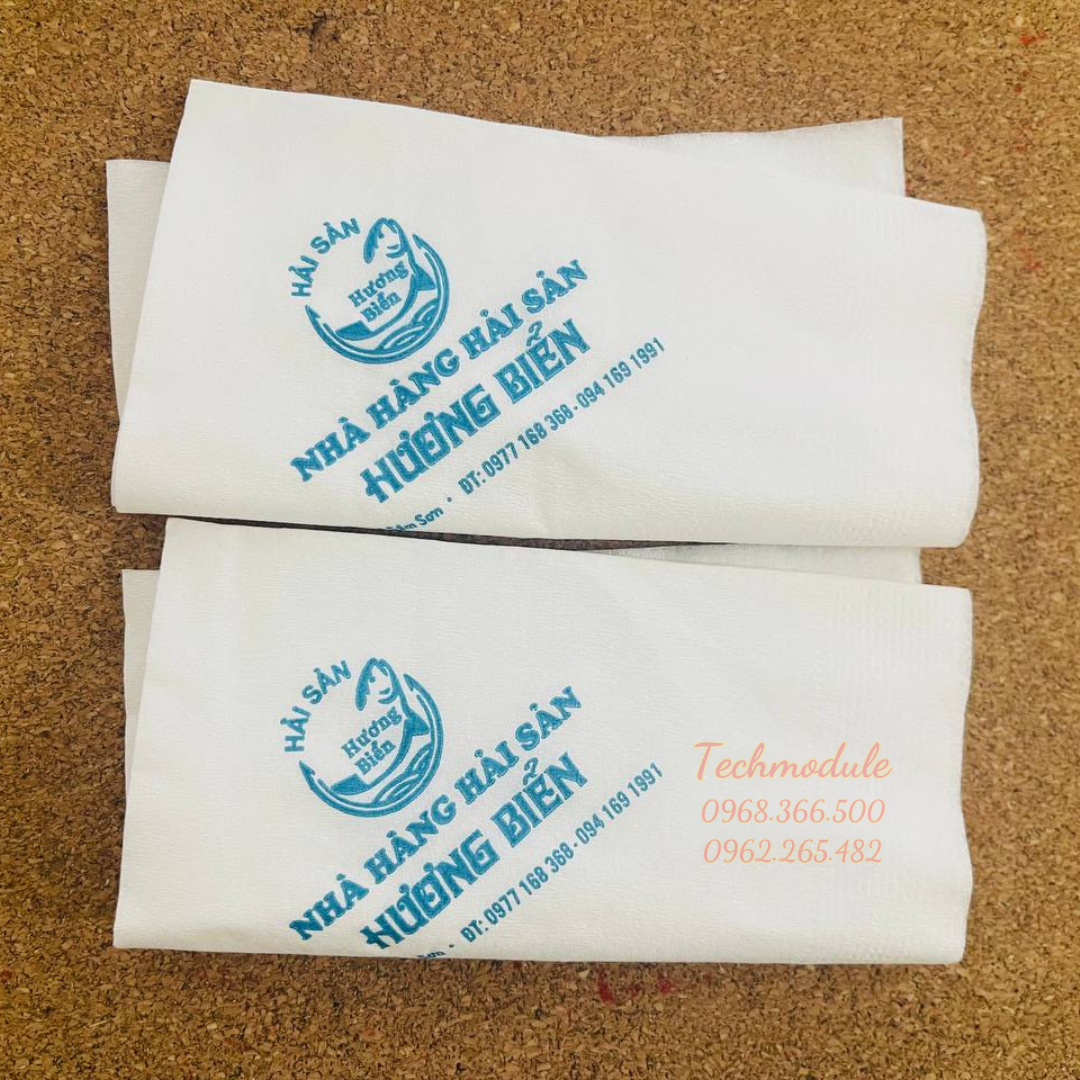 HẢI SẢN
Hương
Biển
NHÀ HÀNG HẢI SẢN
HƯƠNG BIỂN
Sơn • ĐT: 0977 168 368 - 094 169 1991
HẢI SẢN
Hương
Biển
NHÀ HÀNG HẢI SẢN
HƯƠNG BIỂN
• ĐT: 0977 168 368 - 094 169 1991
Techmodule
0968.366.500
0962.265.482